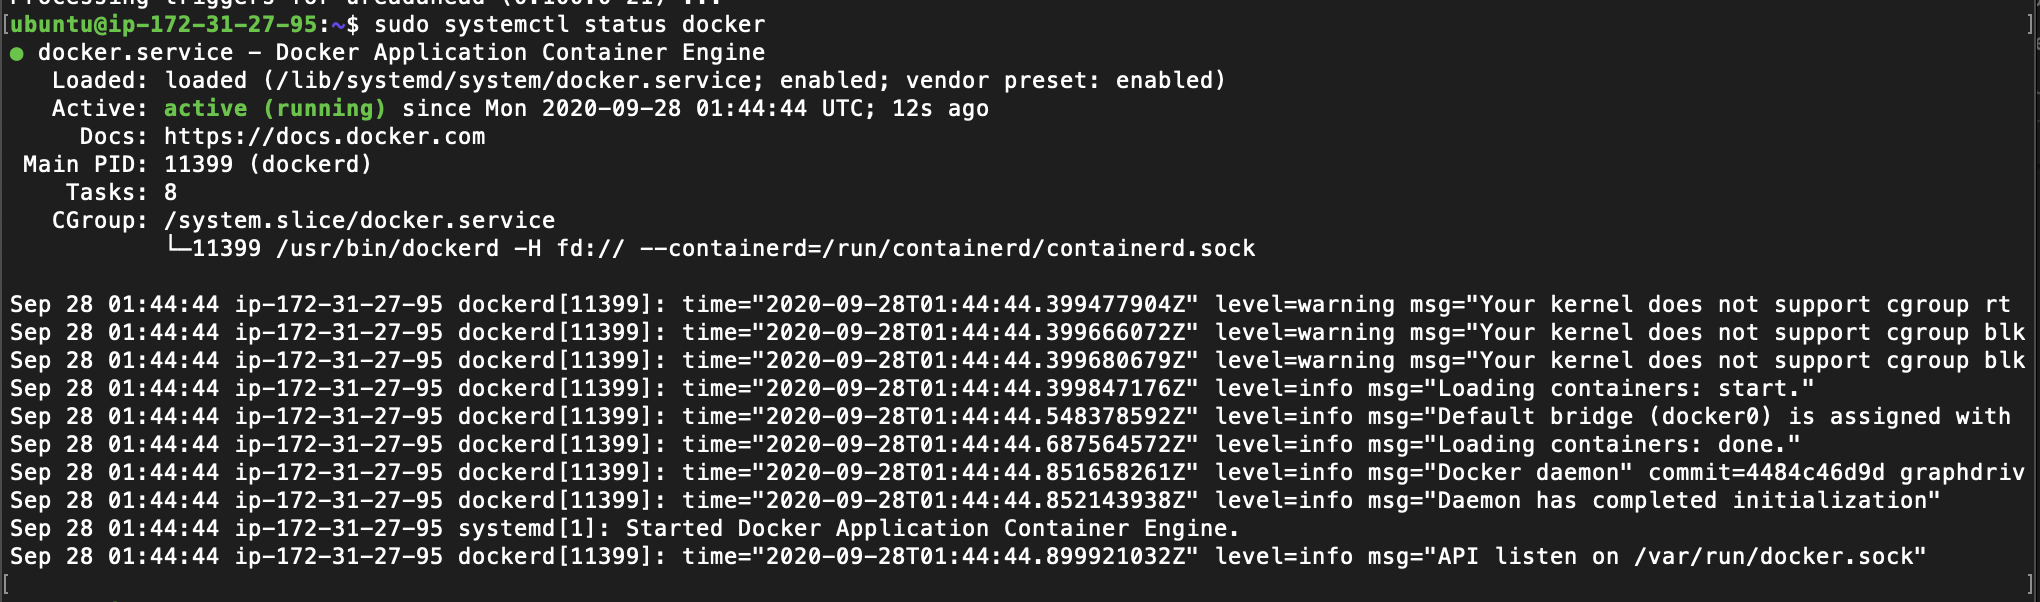 ubuntu@ip-172-31-27-95:~$ sudo systemctl status docker
● docker.service - Docker Application Container Engine
   Loaded: loaded (/lib/systemd/system/docker.service; enabled; vendor preset: enabled)
   Active: active (running) since Mon 2020-09-28 01:44:44 UTC; 12s ago
     Docs: https://docs.docker.com
 Main PID: 11399 (dockerd)
    Tasks: 8
   CGroup: /system.slice/docker.service
           └─11399 /usr/bin/dockerd -H fd:// --containerd=/run/containerd/containerd.sock
Sep 28 01:44:44 ip-172-31-27-95 dockerd[11399]: time="2020-09-28T01:44:44.399477904Z" level=warning msg="Your kernel does not support cgroup rt
Sep 28 01:44:44 ip-172-31-27-95 dockerd[11399]: time="2020-09-28T01:44:44.399666072Z" level=warning msg="Your kernel does not support cgroup blk
Sep 28 01:44:44 ip-172-31-27-95 dockerd[11399]: time="2020-09-28T01:44:44.399680679Z" level=warning msg="Your kernel does not support cgroup blk
Sep 28 01:44:44 ip-172-31-27-95 dockerd[11399]: time="2020-09-28T01:44:44.399847176Z" level=info msg="Loading containers: start."
Sep 28 01:44:44 ip-172-31-27-95 dockerd[11399]: time="2020-09-28T01:44:44.548378592Z" level=info msg="Default bridge (docker0) is assigned with
Sep 28 01:44:44 ip-172-31-27-95 dockerd[11399]: time="2020-09-28T01:44:44.687564572Z" level=info msg="Loading containers: done."
Sep 28 01:44:44 ip-172-31-27-95 dockerd[11399]: time="2020-09-28T01:44:44.851658261Z" level=info msg="Docker daemon" commit=4484c46d9d graphdriv
Sep 28 01:44:44 ip-172-31-27-95 dockerd[11399]: time="2020-09-28T01:44:44.852143938Z" level=info msg="Daemon has completed initialization"
Sep 28 01:44:44 ip-172-31-27-95 systemd[1]: Started Docker Application Container Engine.
Sep 28 01:44:44 ip-172-31-27-95 dockerd[11399]: time="2020-09-28T01:44:44.899921032Z" level=info msg="API listen on /var/run/docker.sock"